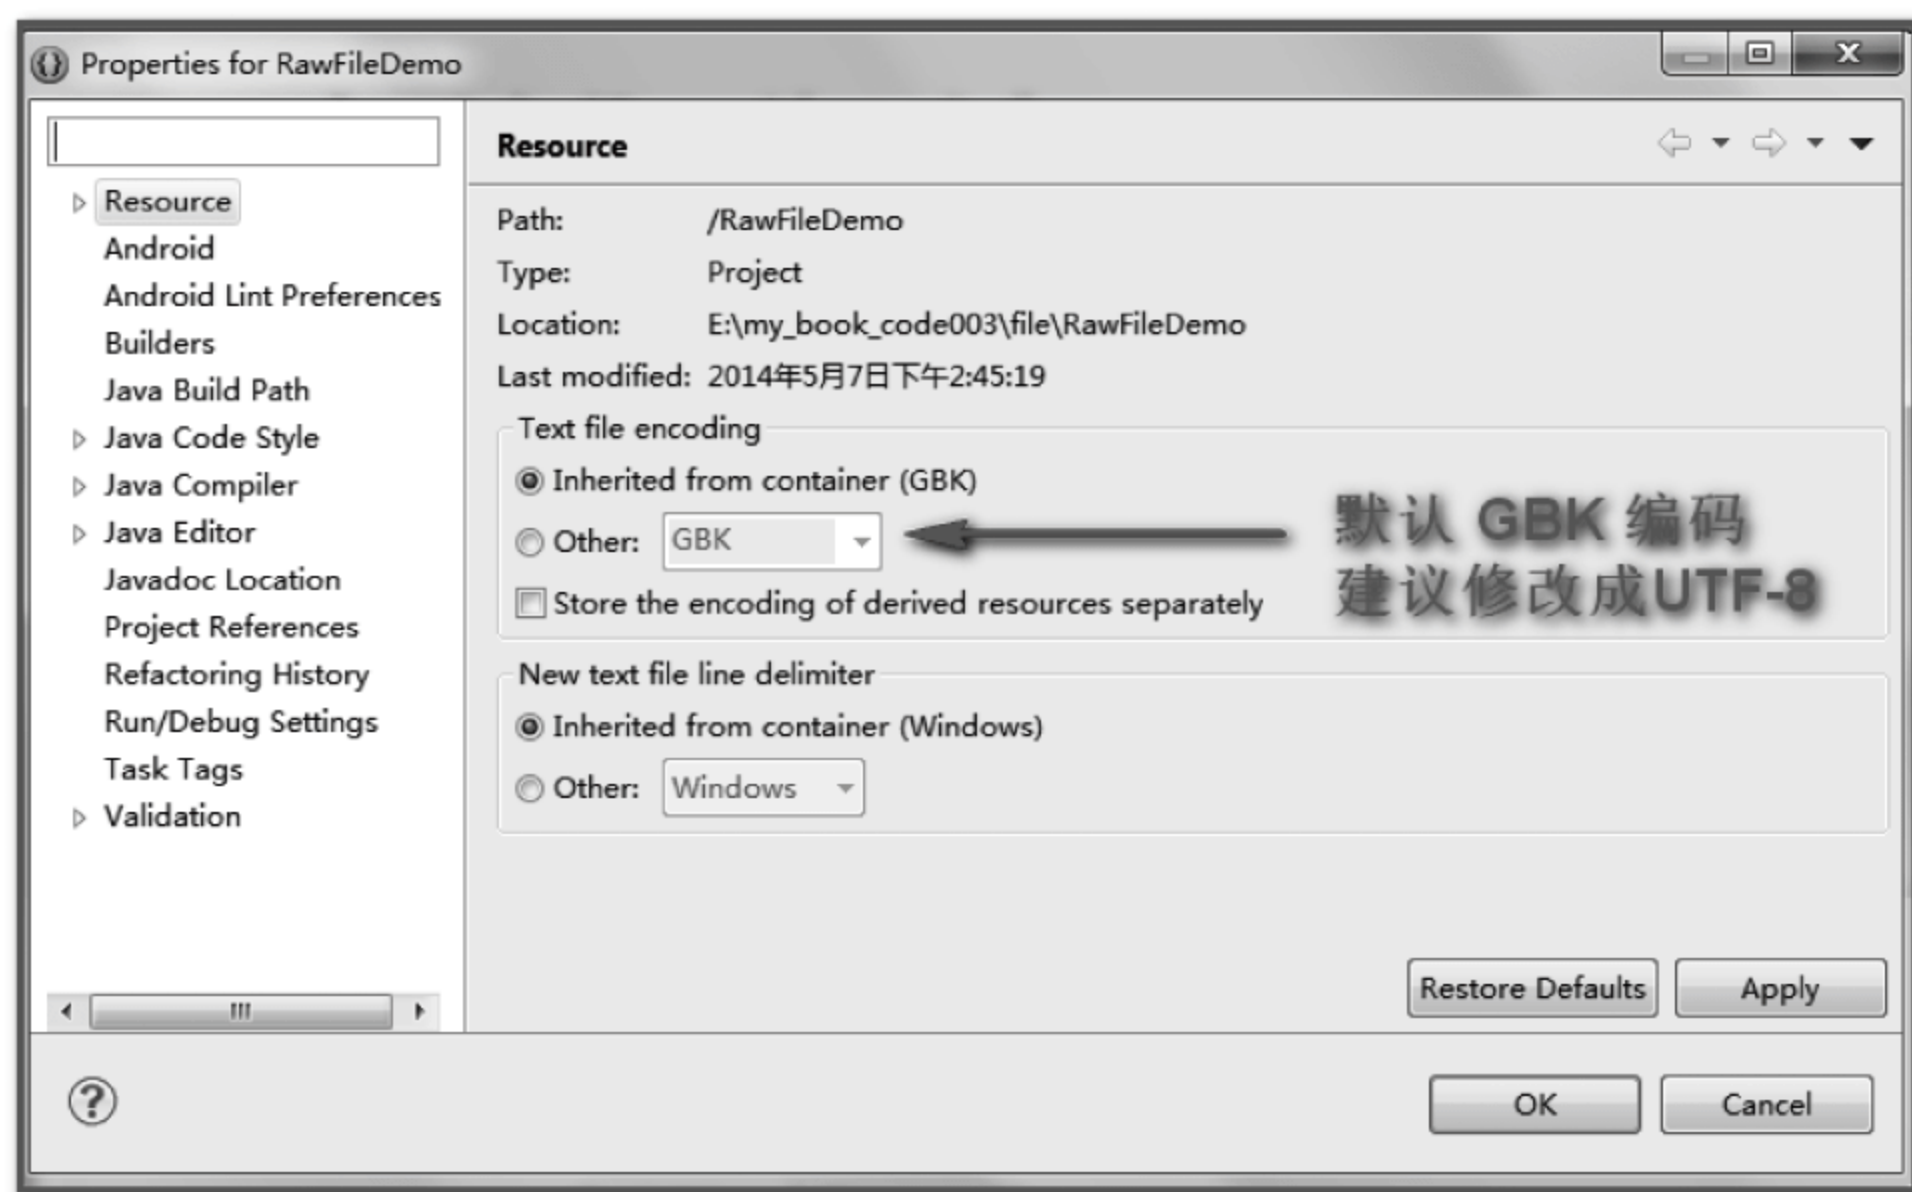 Properties for RawFileDemo
Resource
Android
Android Lint Preferences
Builders
Java Build Path
Java Code Style
Java Compiler
Java Editor
Javadoc Location
Project References
Refactoring History
Run/Debug Settings
Task Tags
Validation
Resource
Path: /RawFileDemo
Type: Project
Location: E:\my_book_code003\file\RawFileDemo
Last modified: 2014年5月7日下午2:45:19
Text file encoding
Inherited from container (GBK)
Other: GBK
Store the encoding of derived resources separately
默认 GBK 编码
建议修改成UTF-8
New text file line delimiter
Inherited from container (Windows)
Other: Windows
Restore Defaults Apply
OK Cancel